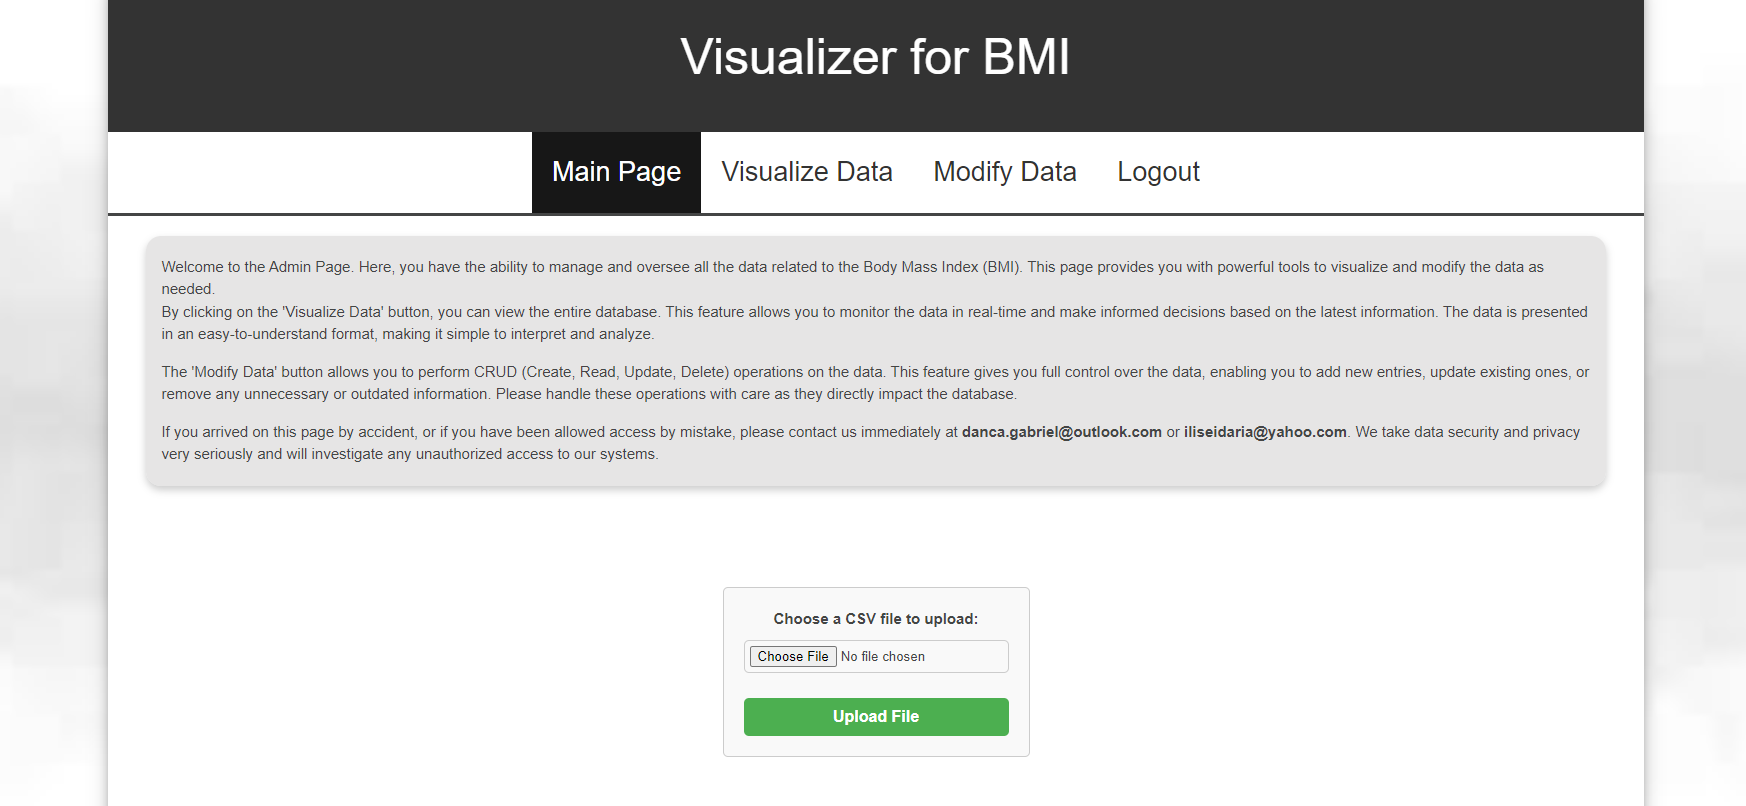 Visualizer for BMI
Main Page Visualize Data Modify Data Logout
Welcome to the Admin Page. Here, you have the ability to manage and oversee all the data related to the Body Mass Index (BMI). This page provides you with powerful tools to visualize and modify the data as
needed.
By clicking on the 'Visualize Data' button, you can view the entire database. This feature allows you to monitor the data in real-time and make informed decisions based on the latest information. The data is presented
in an easy-to-understand format, making it simple to interpret and analyze.
The 'Modify Data' button allows you to perform CRUD (Create, Read, Update, Delete) operations on the data. This feature gives you full control over the data, enabling you to add new entries, update existing ones, or
remove any unnecessary or outdated information. Please handle these operations with care as they directly impact the database.
If you arrived on this page by accident, or if you have been allowed access by mistake, please contact us immediately at danca.gabriel@outlook.com or iliseidaria@yahoo.com. We take data security and privacy
very seriously and will investigate any unauthorized access to our systems.
Choose a CSV file to upload:
Choose File No file chosen
Upload File